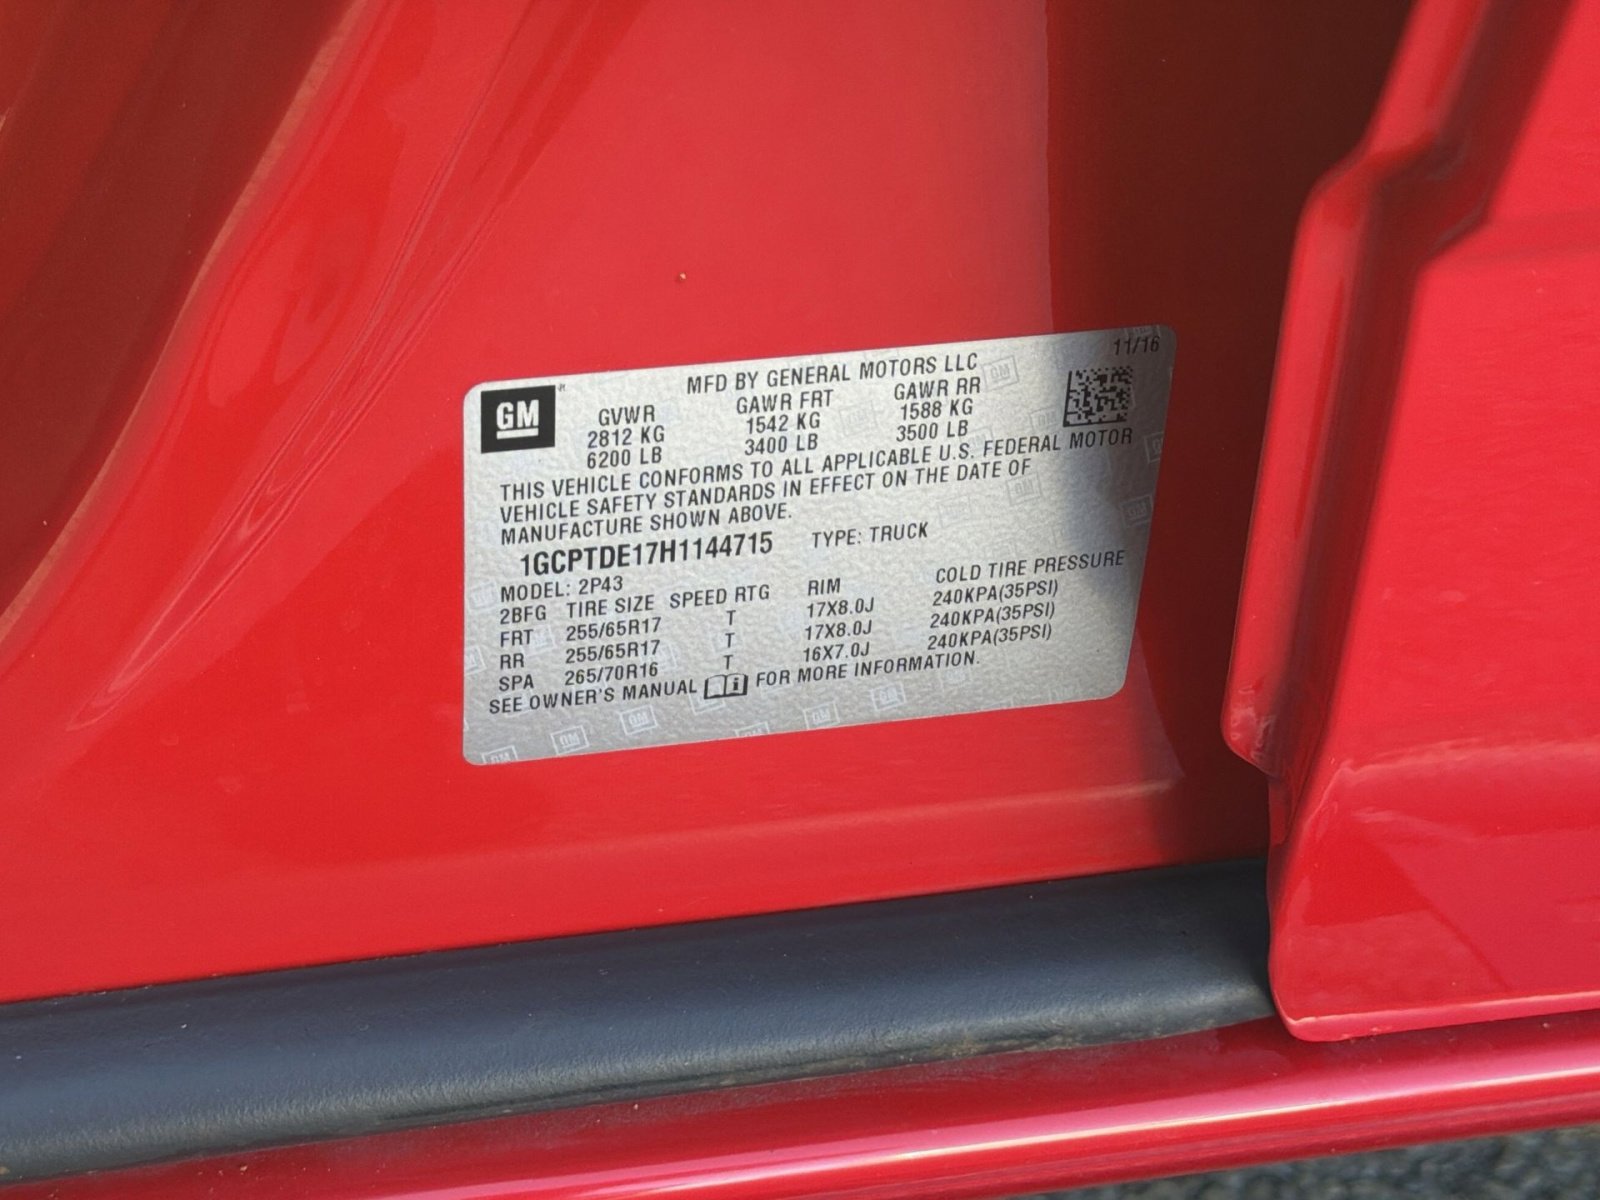 11/16
MFD BY GENERAL MOTORS LLC
GM
GVWR GAWR FRT GAWR RR
2812 KG 1542 KG 1588 KG
6200 LB 3400 LB 3500 LB
THIS VEHICLE CONFORMS TO ALL APPLICABLE U.S. FEDERAL MOTOR
VEHICLE SAFETY STANDARDS IN EFFECT ON THE DATE OF
MANUFACTURE SHOWN ABOVE.
1GCPTDE17H1144715 TYPE: TRUCK
MODEL: 2P43
2BFG TIRE SIZE SPEED RTG RIM COLD TIRE PRESSURE
FRT 255/65R17 T 17X8.0J 240KPA(35PSI)
RR 255/65R17 T 17X8.0J 240KPA(35PSI)
SPA 265/70R16 T 16X7.0J 240KPA(35PSI)
SEE OWNER'S MANUAL FOR MORE INFORMATION.